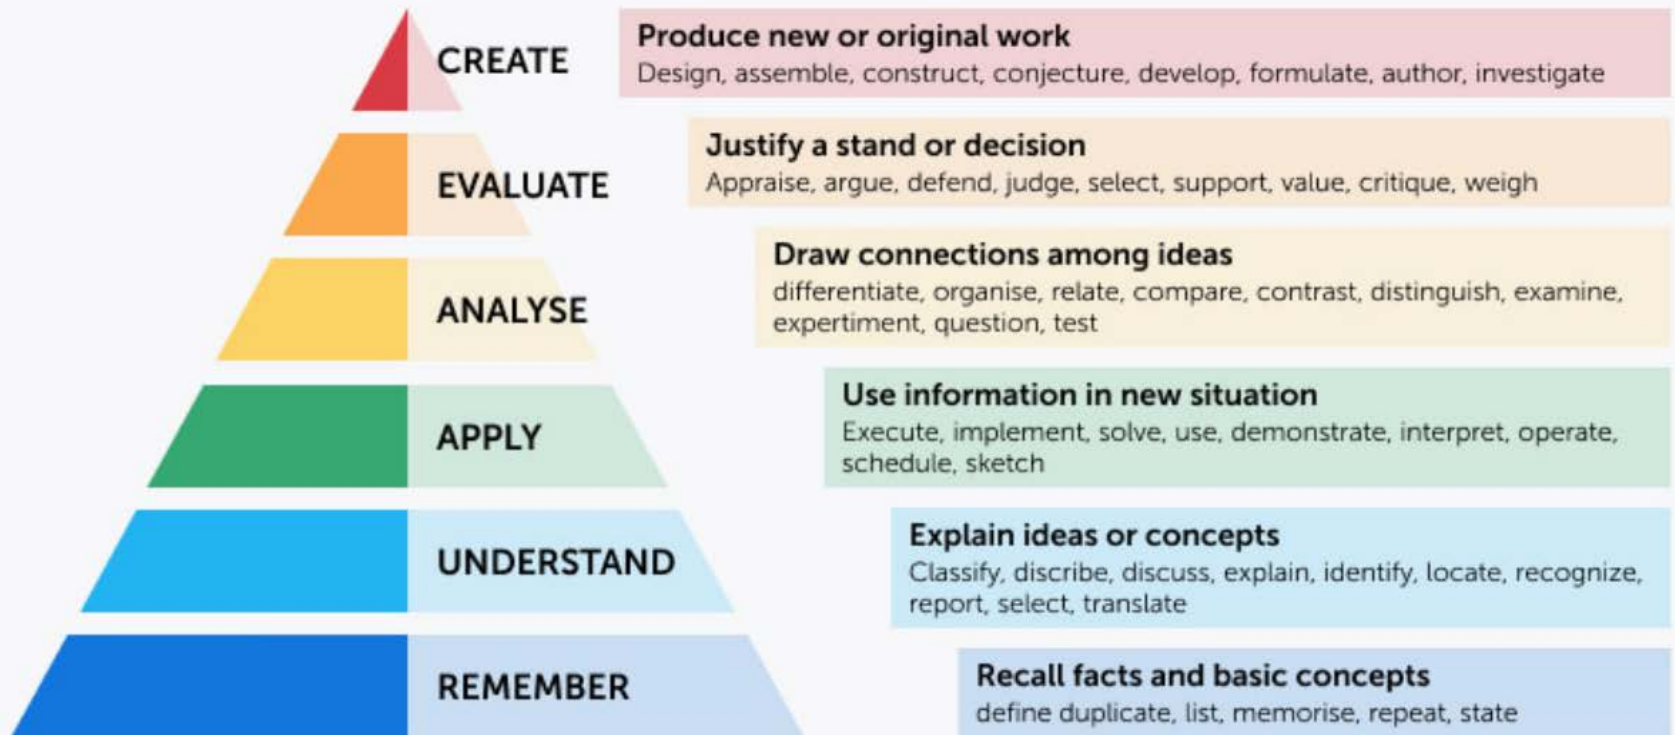 CREATE
Produce new or original work
Design, assemble, construct, conjecture, develop, formulate, author, investigate
EVALUATE
Justify a stand or decision
Appraise, argue, defend, judge, select, support, value, critique, weigh
ANALYSE
Draw connections among ideas
differentiate, organise, relate, compare, contrast, distinguish, examine,
expertiment, question, test
APPLY
Use information in new situation
Execute, implement, solve, use, demonstrate, interpret, operate,
schedule, sketch
UNDERSTAND
Explain ideas or concepts
Classify, discribe, discuss, explain, identify, locate, recognize,
report, select, translate
REMEMBER
Recall facts and basic concepts
define duplicate, list, memorise, repeat, state